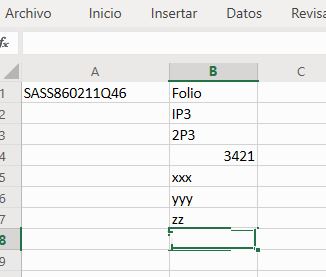 Archivo Inicio Insertar Datos Revisa
fx
A B C
1 SASS860211Q46 Folio
2 IP3
3 2P3
4 3421
5 xxx
6 yyy
7 zz
8
9